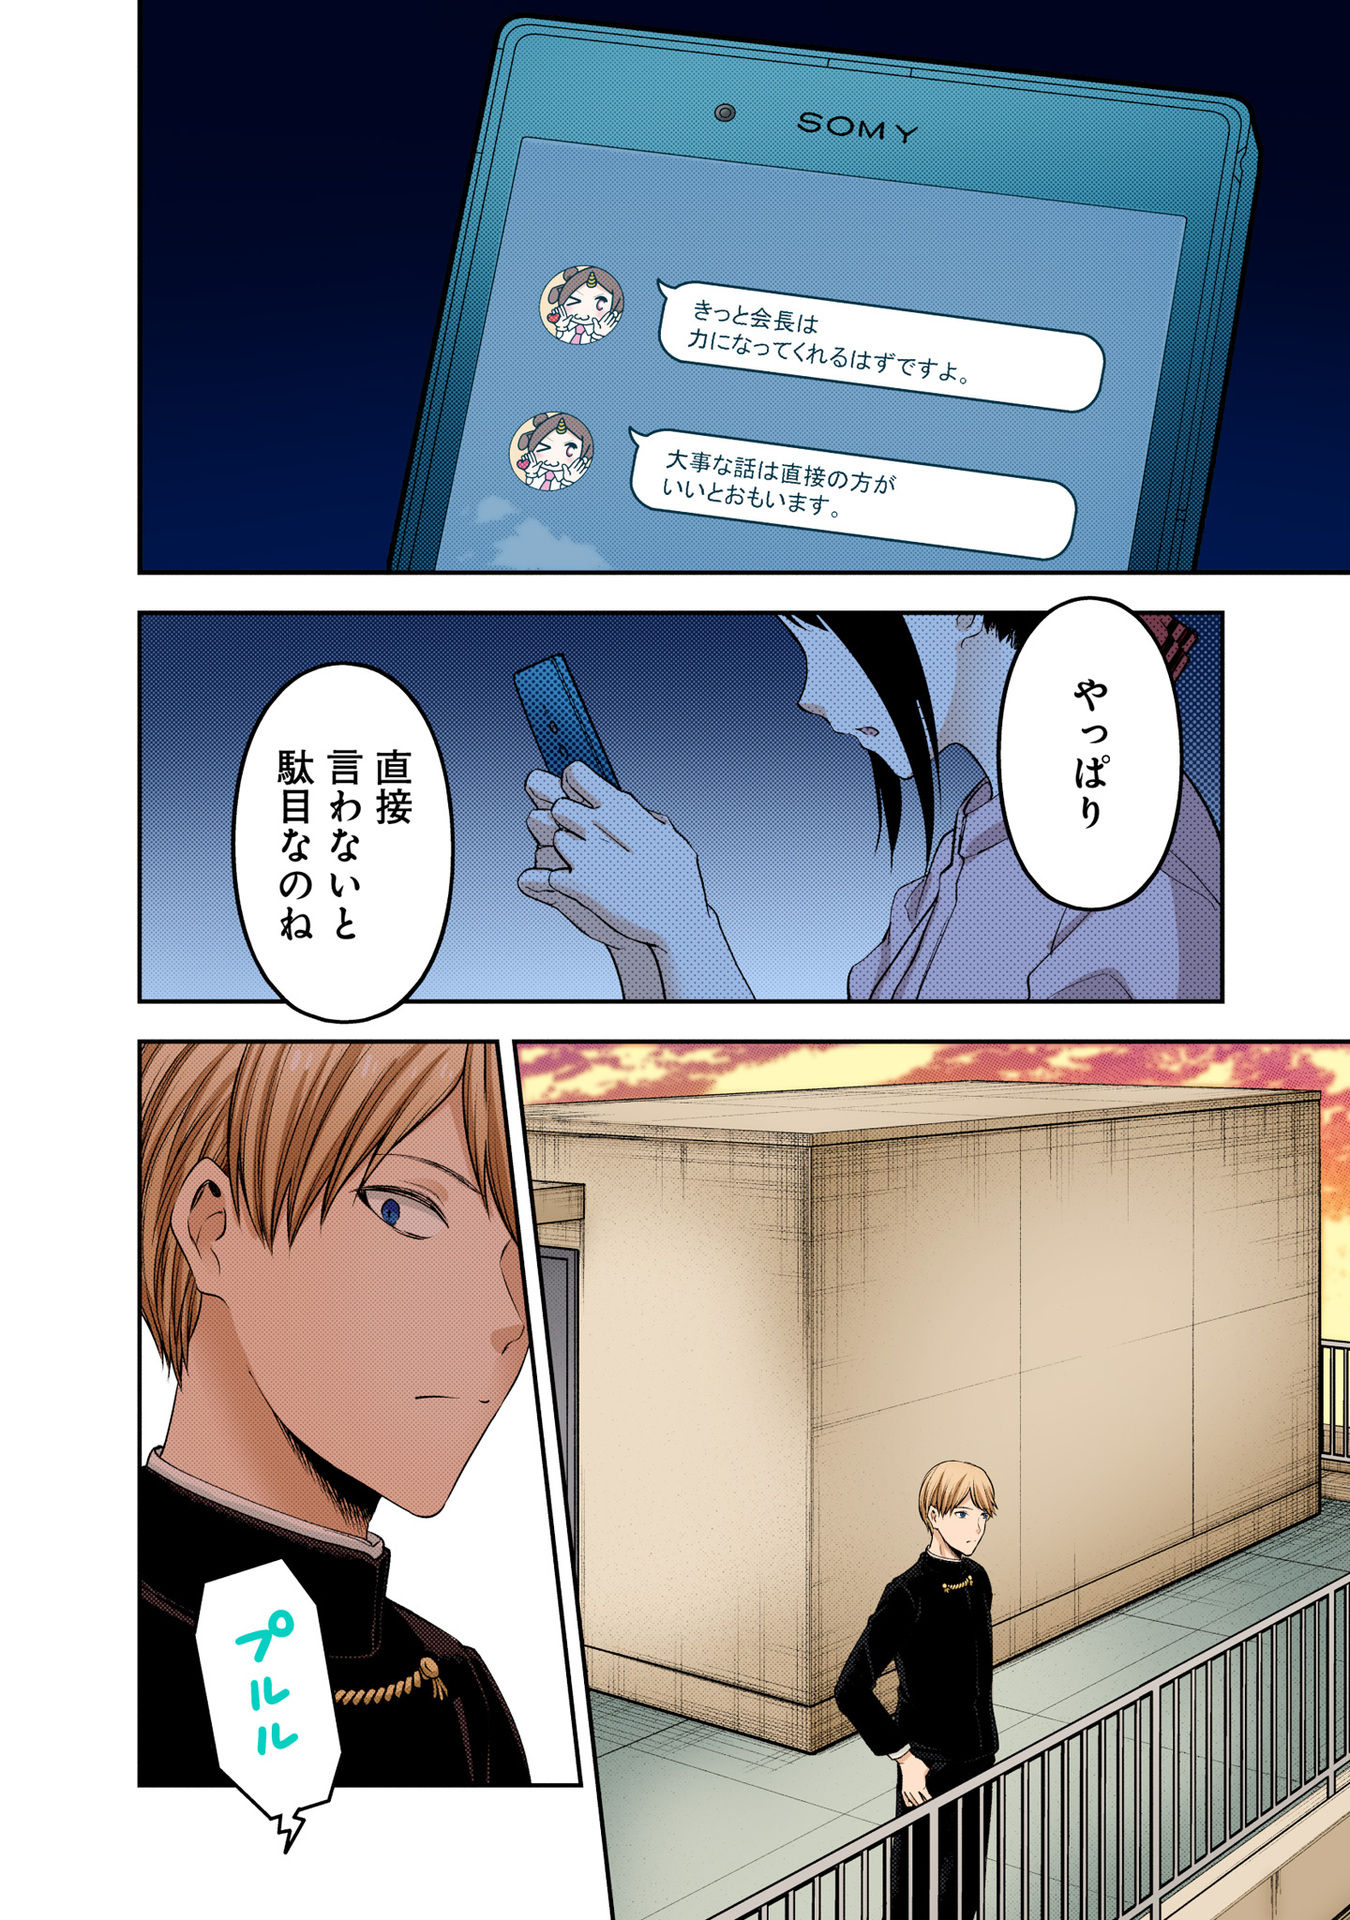 SOMY
きっと会長は
力になってくれるはずですよ。
大事な話は直接の方が
いいとおもいます。
やっぱり
直接
言わないと
駄目なのね
プルルル